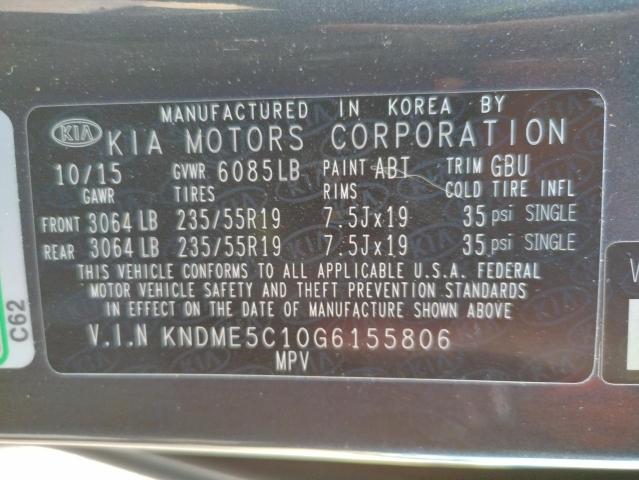 MANUFACTURED IN KOREA BY
KIA KIA MOTORS CORPORATION
10/15 GVWR 6085LB PAINT ABT TRIM GBU
GAWR TIRES RIMS COLD TIRE INFL
FRONT 3064 LB 235/55R19 7.5Jx19 35 psi SINGLE
REAR 3064 LB 235/55R19 7.5Jx19 35 psi SINGLE
THIS VEHICLE CONFORMS TO ALL APPLICABLE U.S.A. FEDERAL
MOTOR VEHICLE SAFETY AND THEFT PREVENTION STANDARDS
IN EFFECT ON THE DATE OF MANUFACTURE SHOWN ABOVE
V.I.N KNDME5C10G6155806
MPV
C62
V